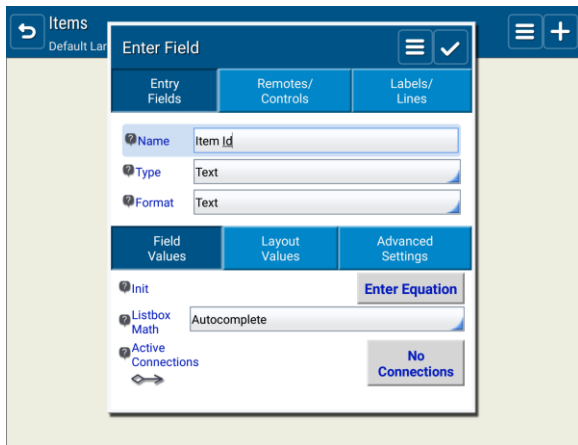 Items
Default Lar
Enter Field
Entry
Fields
Remotes/
Controls
Labels/
Lines
Name
Item Id
Type
Text
Format
Text
Field
Values
Layout
Values
Advanced
Settings
Init
Enter Equation
Listbox
Math
Autocomplete
Active
Connections
No
Connections